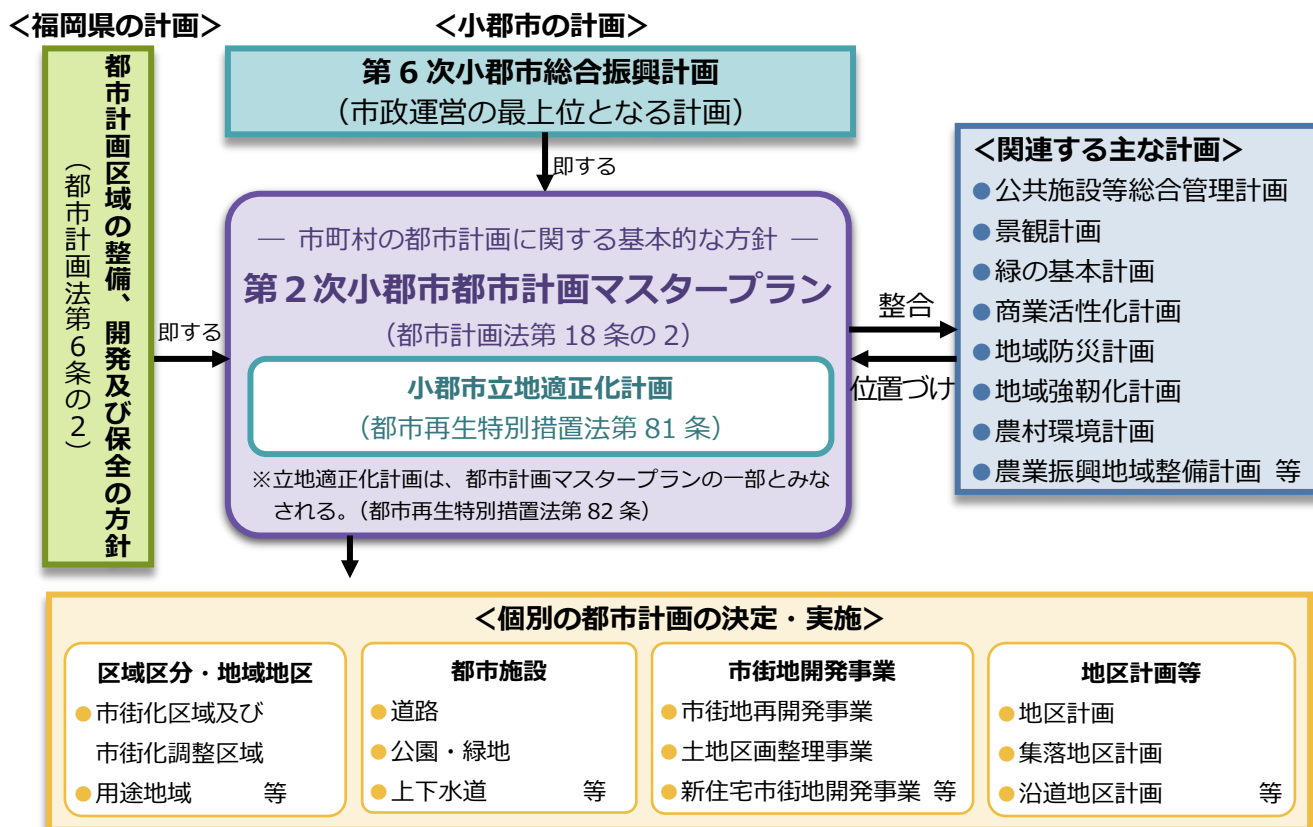 <福岡県の計画>
都市計画区域の整備、開発及び保全の方針
（都市計画法第6条の2）
即する
<小郡市の計画>
第6次小郡市総合振興計画
（市政運営の最上位となる計画）
即する
― 市町村の都市計画に関する基本的な方針 ―
第2次小郡市都市計画マスタープラン
（都市計画法第18条の2）
小郡市立地適正化計画
（都市再生特別措置法第81条）
※立地適正化計画は、都市計画マスタープランの一部とみな
される。（都市再生特別措置法第82条）
整合
位置づけ
<関連する主な計画>
●公共施設等総合管理計画
●景観計画
●緑の基本計画
●商業活性化計画
●地域防災計画
●地域強靭化計画
●農村環境計画
●農業振興地域整備計画 等
<個別の都市計画の決定・実施>
区域区分・地域地区
●市街化区域及び
市街化調整区域
●用途地域 等
都市施設
●道路
●公園・緑地
●上下水道 等
市街地開発事業
●市街地再開発事業
●土地区画整理事業
●新住宅市街地開発事業 等
地区計画等
●地区計画
●集落地区計画
●沿道地区計画 等